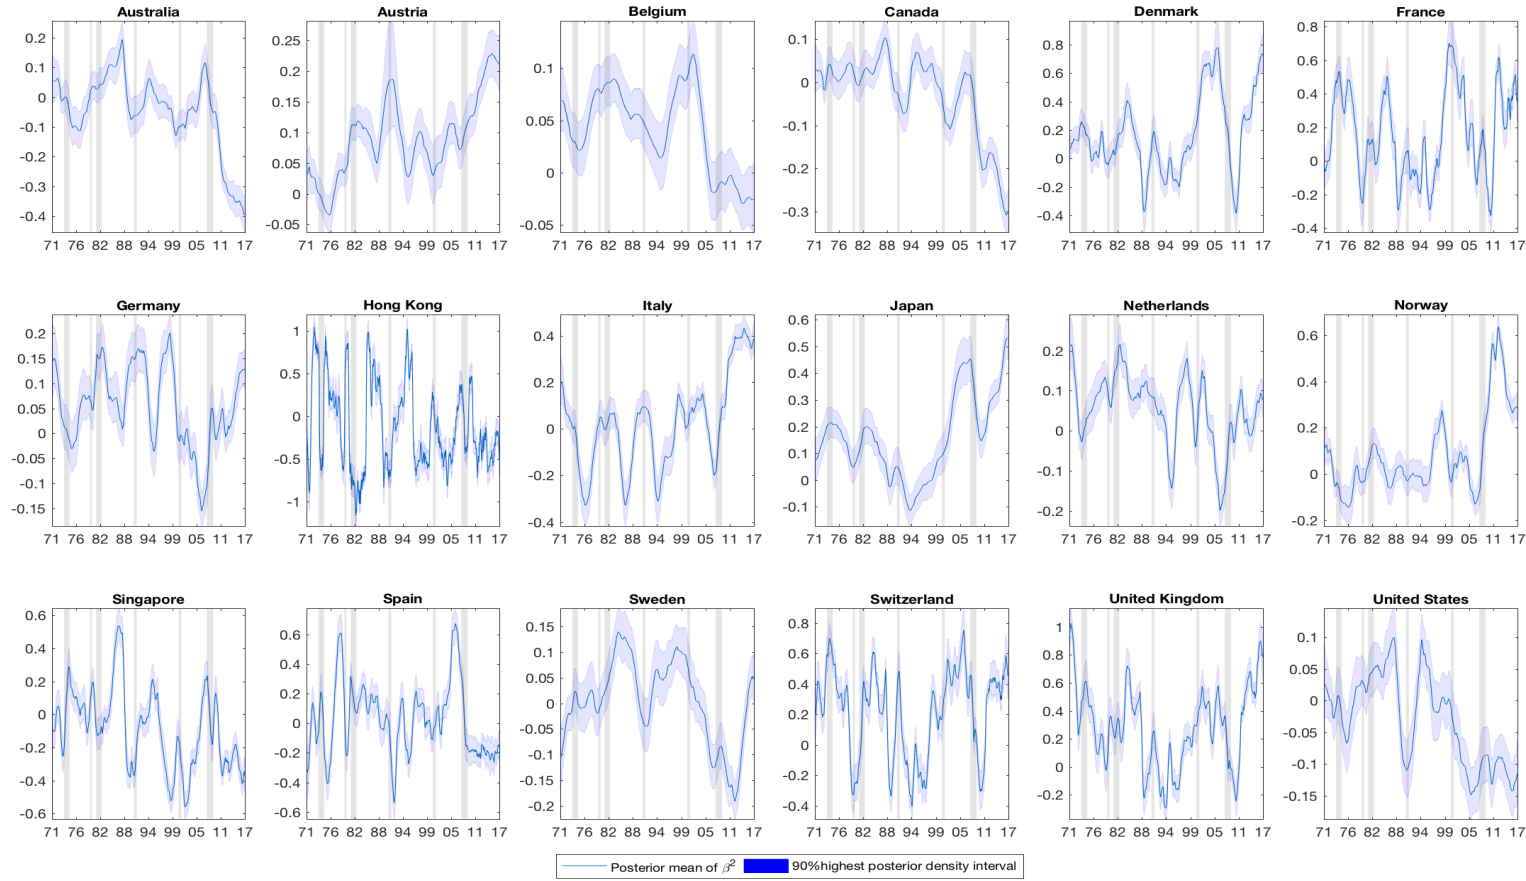 Australia Austria Belgium Canada Denmark France
0.2 0.1 0 -0.1 -0.2 -0.3 -0.4
0.25 0.2 0.15 0.1 0.05 0 -0.05
0.1 0.05 0 -0.05
0.1 0 -0.1 -0.2 -0.3
0.8 0.6 0.4 0.2 0 -0.2 -0.4
0.8 0.6 0.4 0.2 0 -0.2 -0.4
71 76 82 88 94 99 05 11 17 71 76 82 88 94 99 05 11 17 71 76 82 88 94 99 05 11 17 71 76 82 88 94 99 05 11 17 71 76 82 88 94 99 05 11 17 71 76 82 88 94 99 05 11 17
Germany Hong Kong Italy Japan Netherlands Norway
0.2 0.15 0.1 0.05 0 -0.05 -0.1 -0.15
1 0.5 0 -0.5 -1
0.4 0.2 0 -0.2 -0.4
0.6 0.5 0.4 0.3 0.2 0.1 0 -0.1
0.2 0.1 0 -0.1 -0.2
0.6 0.4 0.2 0 -0.2
71 76 82 88 94 99 05 11 17 71 76 82 88 94 99 05 11 17 71 76 82 88 94 99 05 11 17 71 76 82 88 94 99 05 11 17 71 76 82 88 94 99 05 11 17 71 76 82 88 94 99 05 11 17
Singapore Spain Sweden Switzerland United Kingdom United States
0.6 0.4 0.2 0 -0.2 -0.4 -0.6
0.6 0.4 0.2 0 -0.2 -0.4 -0.6
0.15 0.1 0.05 0 -0.05 -0.1 -0.15 -0.2
0.8 0.6 0.4 0.2 0 -0.2 -0.4
1 0.8 0.6 0.4 0.2 0 -0.2
0.1 0.05 0 -0.05 -0.1 -0.15
71 76 82 88 94 99 05 11 17 71 76 82 88 94 99 05 11 17 71 76 82 88 94 99 05 11 17 71 76 82 88 94 99 05 11 17 71 76 82 88 94 99 05 11 17 71 76 82 88 94 99 05 11 17
Posterior mean of β² 90%highest posterior density interval